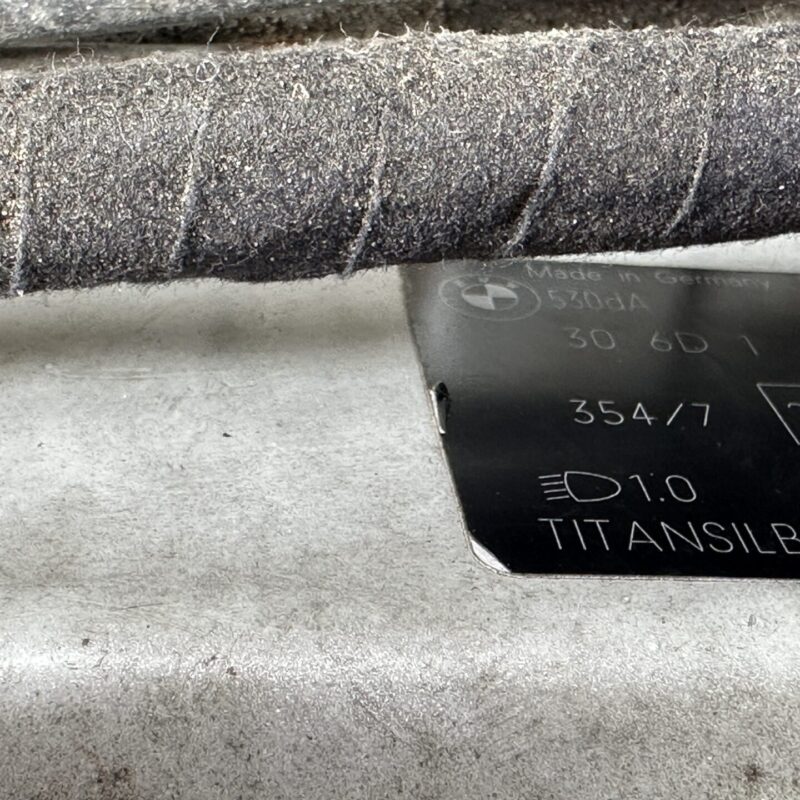 Made in Germany
530dA
30 6D 1
354/7
1.0
TITANSILB